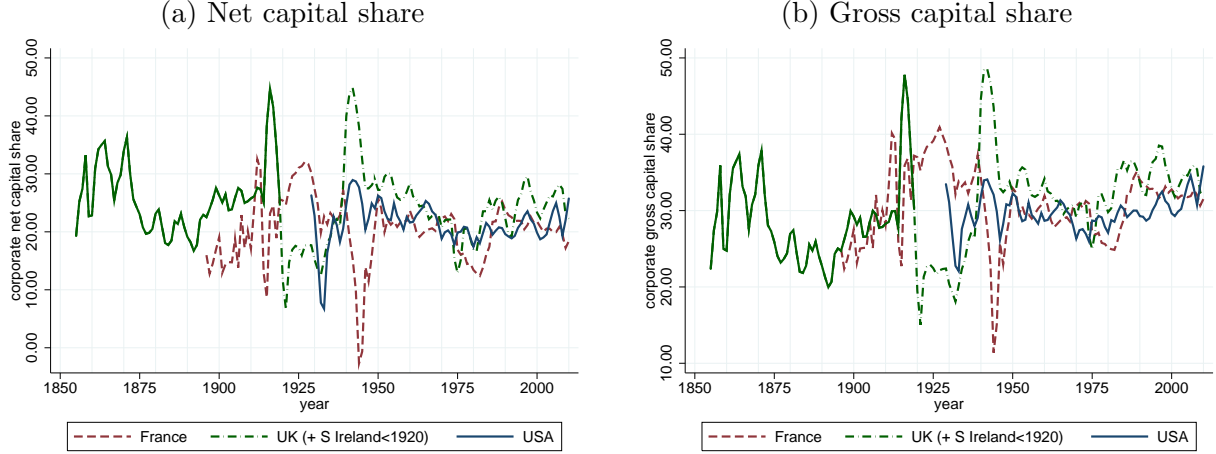 (a) Net capital share
corporate net capital share
50.00
40.00
30.00
20.00
10.00
0.00
1850 1875 1900 1925 1950 1975 2000
year
France UK (+ S Ireland<1920) USA
(b) Gross capital share
corporate gross capital share
50.00
40.00
30.00
20.00
10.00
1850 1875 1900 1925 1950 1975 2000
year
France UK (+ S Ireland<1920) USA